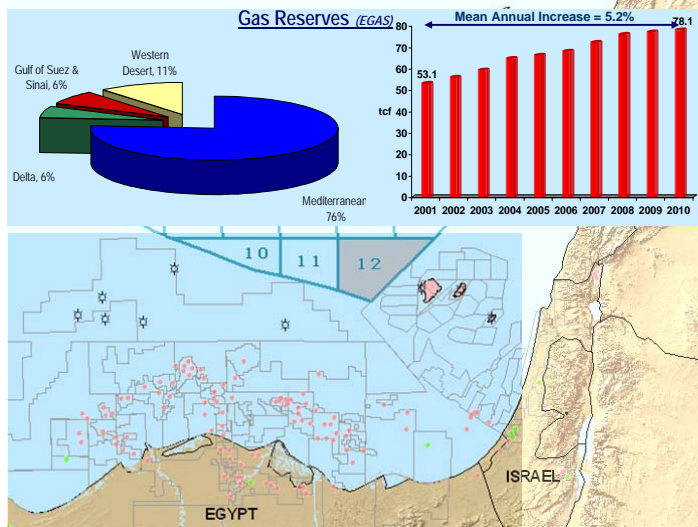 Gas Reserves (EGAS)
Western
Desert, 11%
Gulf of Suez &
Sinai, 6%
Delta, 6%
Mediterranean
76%
Mean Annual Increase = 5.2%
78.1
53.1
tcf
80
70
60
50
40
30
20
10
0
2001 2002 2003 2004 2005 2006 2007 2008 2009 2010
10
11
12
ISRAEL
EGYPT